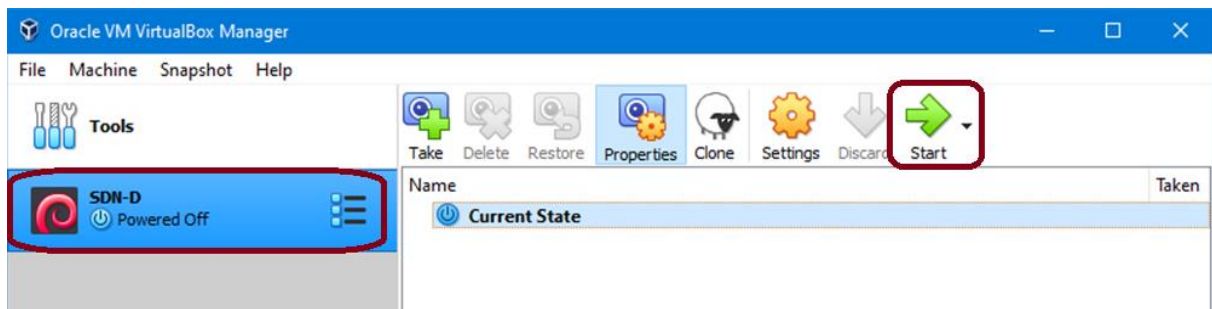 Oracle VM VirtualBox Manager
File Machine Snapshot Help
Tools
Take Delete Restore Properties Clone Settings Discard Start
SDN-D
Powered Off
Name Taken
Current State